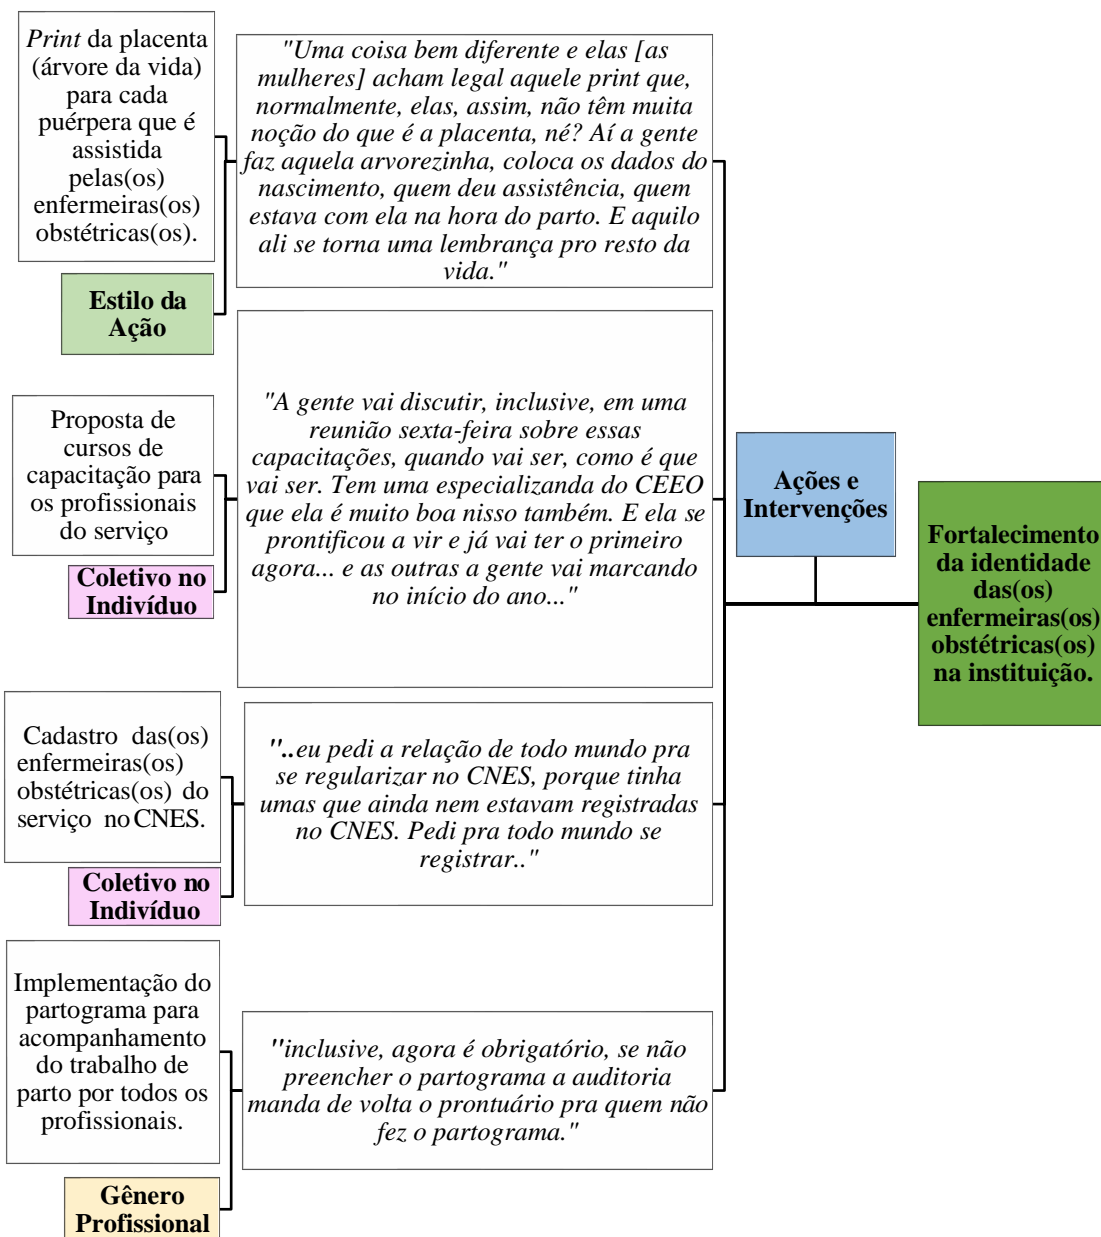 Print da placenta
(árvore da vida)
para cada
puérpera que é
assistida
pelas(os)
enfermeiras(os)
obstétricas(os).
Estilo da
Ação
"Uma coisa bem diferente e elas [as
mulheres] acham legal aquele print que,
normalmente, elas, assim, não têm muita
noção do que é a placenta, né? Aí a gente
faz aquela arvorezinha, coloca os dados do
nascimento, quem deu assistência, quem
estava com ela na hora do parto. E aquilo
ali se torna uma lembrança pro resto da
vida."
Proposta de
cursos de
capacitação para
os profissionais
do serviço
Coletivo no
Indivíduo
"A gente vai discutir, inclusive, em uma
reunião sexta-feira sobre essas
capacitações, quando vai ser, como é que
vai ser. Tem uma especializanda do CEEO
que ela é muito boa nisso também. E ela se
prontificou a vir e já vai ter o primeiro
agora... e as outras a gente vai marcando
no início do ano..."
Cadastro das(os)
enfermeiras(os)
obstétricas(os) do
serviço no CNES.
Coletivo no
Indivíduo
"..eu pedi a relação de todo mundo pra
se regularizar no CNES, porque tinha
umas que ainda nem estavam registradas
no CNES. Pedi pra todo mundo se
registrar.."
Implementação do
partograma para
acompanhamento
do trabalho de
parto por todos os
profissionais.
Gênero
Profissional
"inclusive, agora é obrigatório, se não
preencher o partograma a auditoria
manda de volta o prontuário pra quem não
fez o partograma."
Ações e
Intervenções
Fortalecimento
da identidade
das(os)
enfermeiras(os)
obstétricas(os)
na instituição.